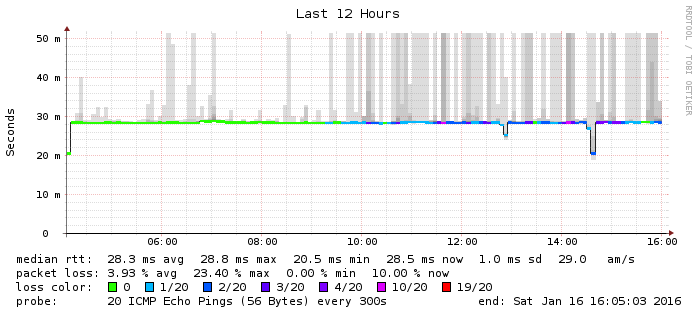 Last 12 Hours
RRDTOOL / TOBI OETIKER
Seconds
50 m
40 m
30 m
20 m
10 m
0
06:00 08:00 10:00 12:00 14:00 16:00
median rtt: 28.3 ms avg 28.8 ms max 20.5 ms min 28.5 ms now 1.0 ms sd 29.0 am/s
packet loss: 3.93 % avg 23.40 % max 0.00 % min 10.00 % now
loss color: 0 1/20 2/20 3/20 4/20 10/20 19/20
probe: 20 ICMP Echo Pings (56 Bytes) every 300s end: Sat Jan 16 16:05:03 2016